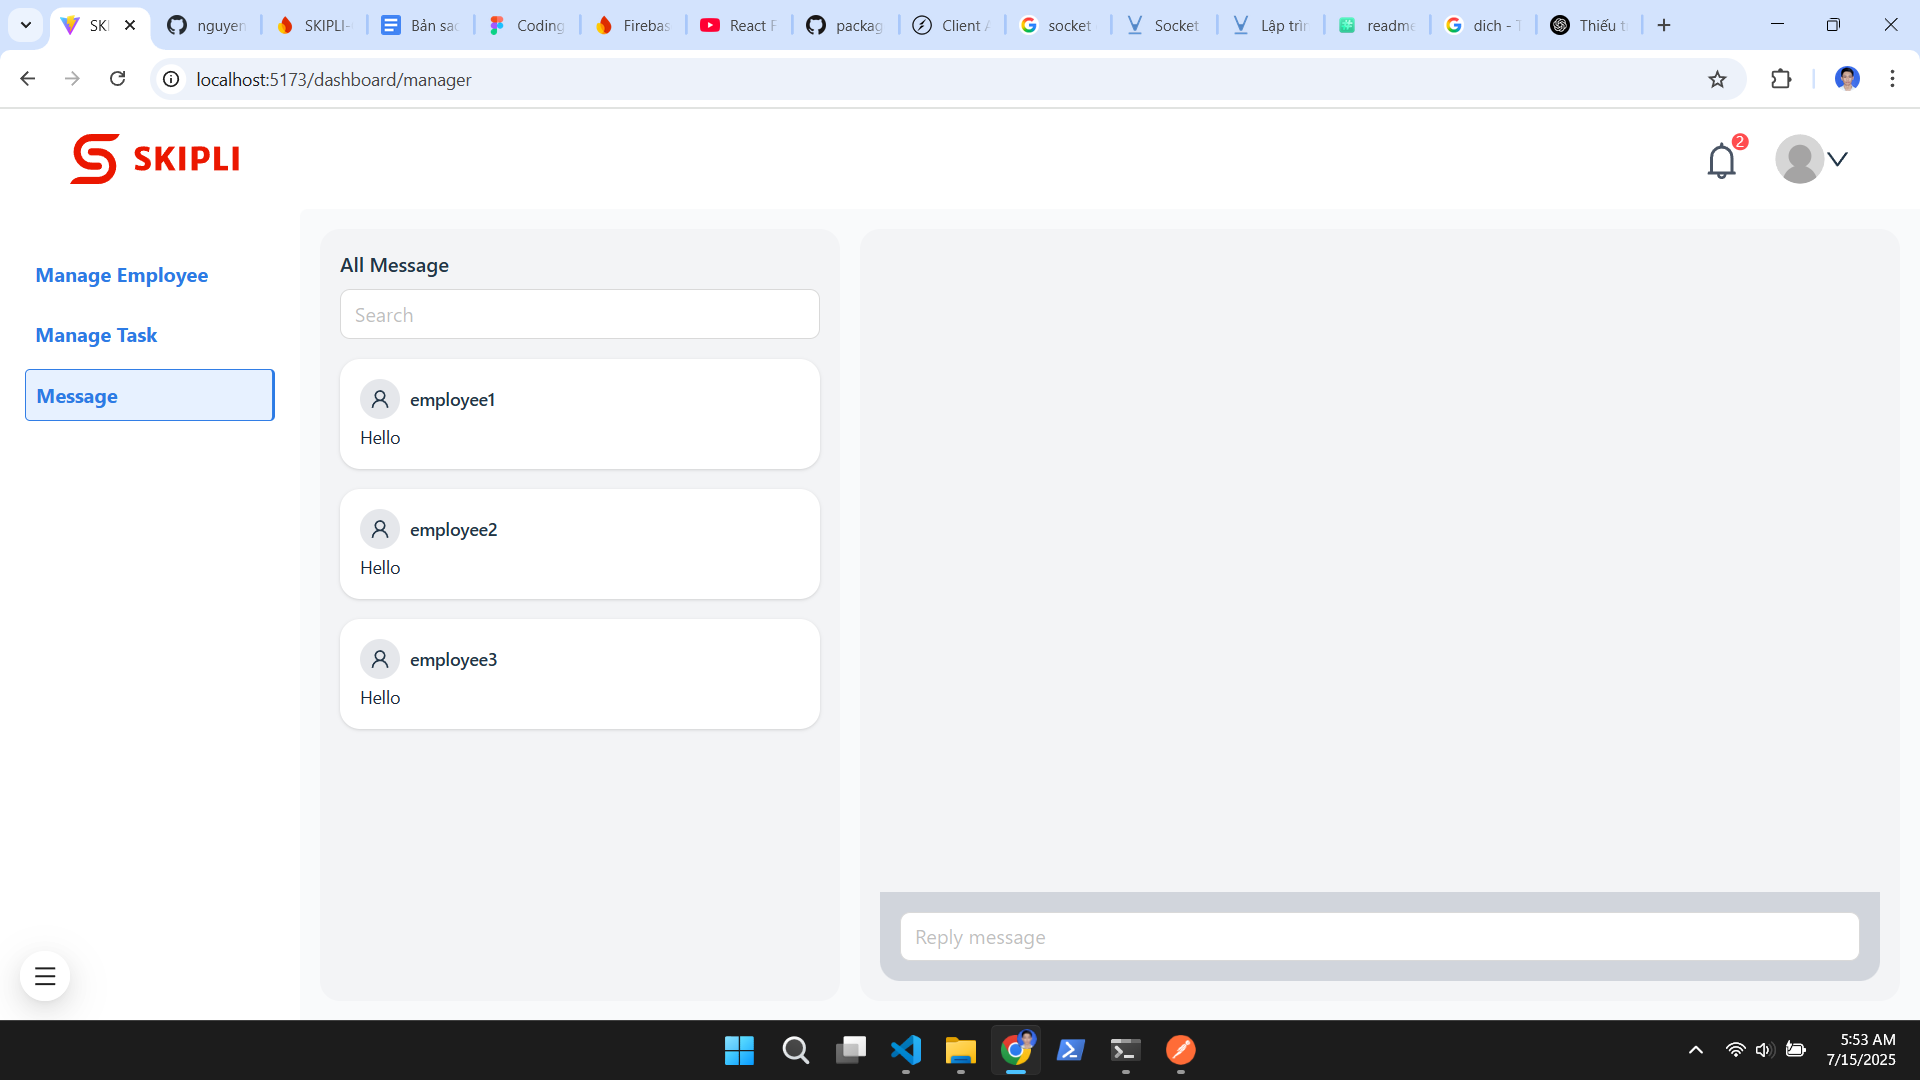 SKI
nguyen
SKIPLI-
Bản sao
Coding
Firebas
React F
packag
Client A
socket
Socket
Lập trìn
readme
dich - T
Thiếu t
localhost:5173/dashboard/manager
SKIPLI
2
Manage Employee
Manage Task
Message
All Message
Search
employee1
Hello
employee2
Hello
employee3
Hello
Reply message
5:53 AM
7/15/2025